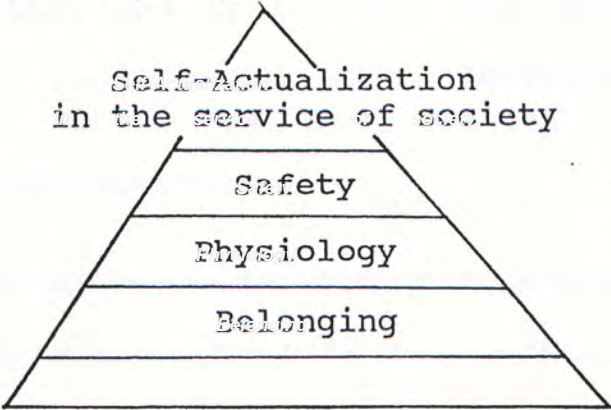 Self-Actualization
in the service of society
Safety
Physiology
Belonging